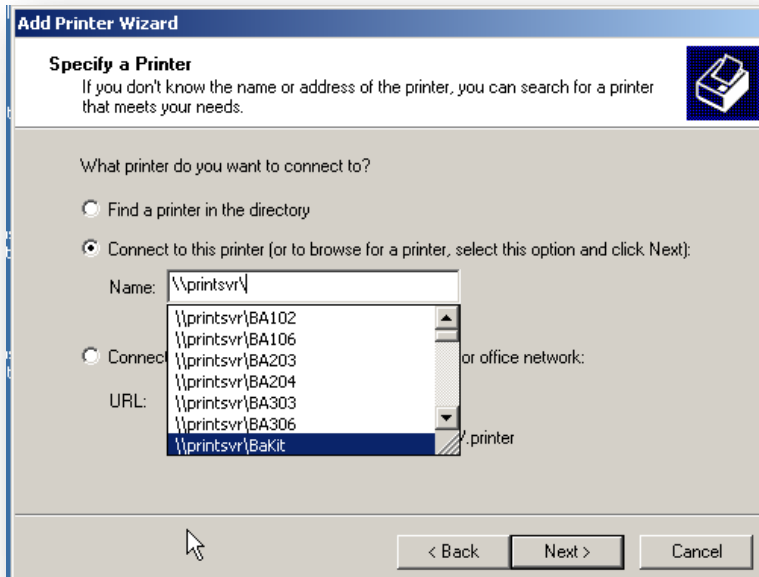 Add Printer Wizard
Specify a Printer
If you don't know the name or address of the printer, you can search for a printer
that meets your needs.
What printer do you want to connect to?
Find a printer in the directory
Connect to this printer (or to browse for a printer, select this option and click Next):
Name: \\printsvr\
\\printsvr\BA102
\\printsvr\BA106
\\printsvr\BA203
Connect or office network:
\\printsvr\BA204
URL: \\printsvr\BA303
\\printsvr\BA306
\\printsvr\BaKit /.printer
< Back Next > Cancel